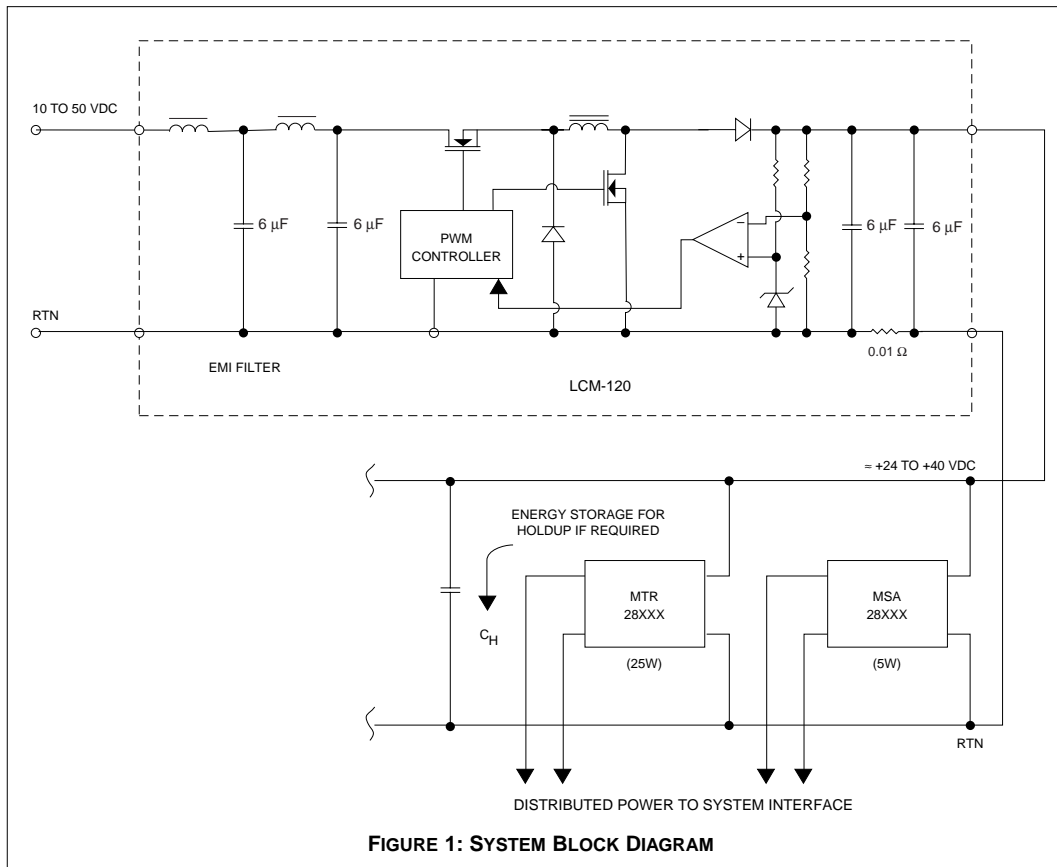 10 TO 50 VDC
6 µF
6 µF
PWM
CONTROLLER
−
+
6 µF
6 µF
RTN
0.01 Ω
EMI FILTER
LCM-120
≈ +24 TO +40 VDC
ENERGY STORAGE FOR
HOLDUP IF REQUIRED
CH
MTR
28XXX
(25W)
MSA
28XXX
(5W)
RTN
DISTRIBUTED POWER TO SYSTEM INTERFACE
FIGURE 1: SYSTEM BLOCK DIAGRAM